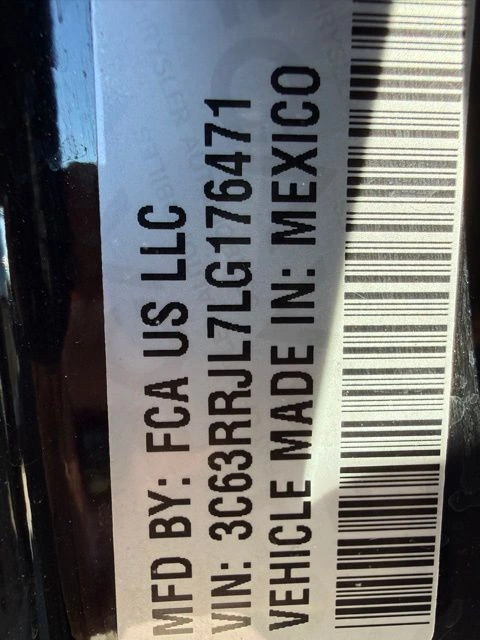 MFD BY: FCA US LLC
VIN: 3C63RRJL7LG176471
VEHICLE MADE IN: MEXICO